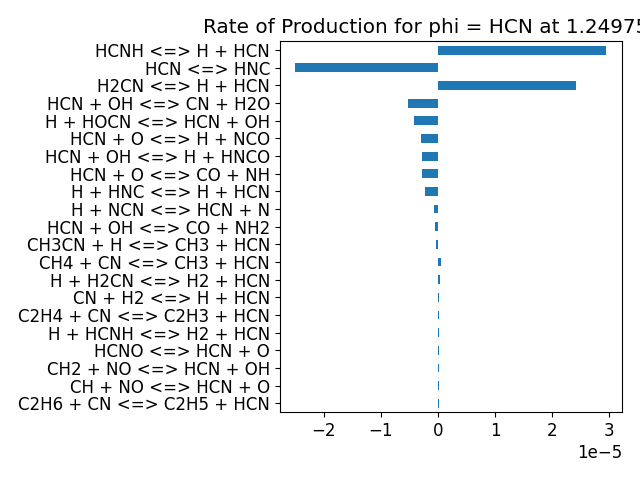 Rate of Production for phi = HCN at 1.24975
HCNH <=> H + HCN
HCN <=> HNC
H2CN <=> H + HCN
HCN + OH <=> CN + H2O
H + HOCN <=> HCN + OH
HCN + O <=> H + NCO
HCN + OH <=> H + HNCO
HCN + O <=> CO + NH
H + HNC <=> H + HCN
H + NCN <=> HCN + N
HCN + OH <=> CO + NH2
CH3CN + H <=> CH3 + HCN
CH4 + CN <=> CH3 + HCN
H + H2CN <=> H2 + HCN
CN + H2 <=> H + HCN
C2H4 + CN <=> C2H3 + HCN
H + HCNH <=> H2 + HCN
HCNO <=> HCN + O
CH2 + NO <=> HCN + OH
CH + NO <=> HCN + O
C2H6 + CN <=> C2H5 + HCN
−2 −1 0 1 2 3
1e−5